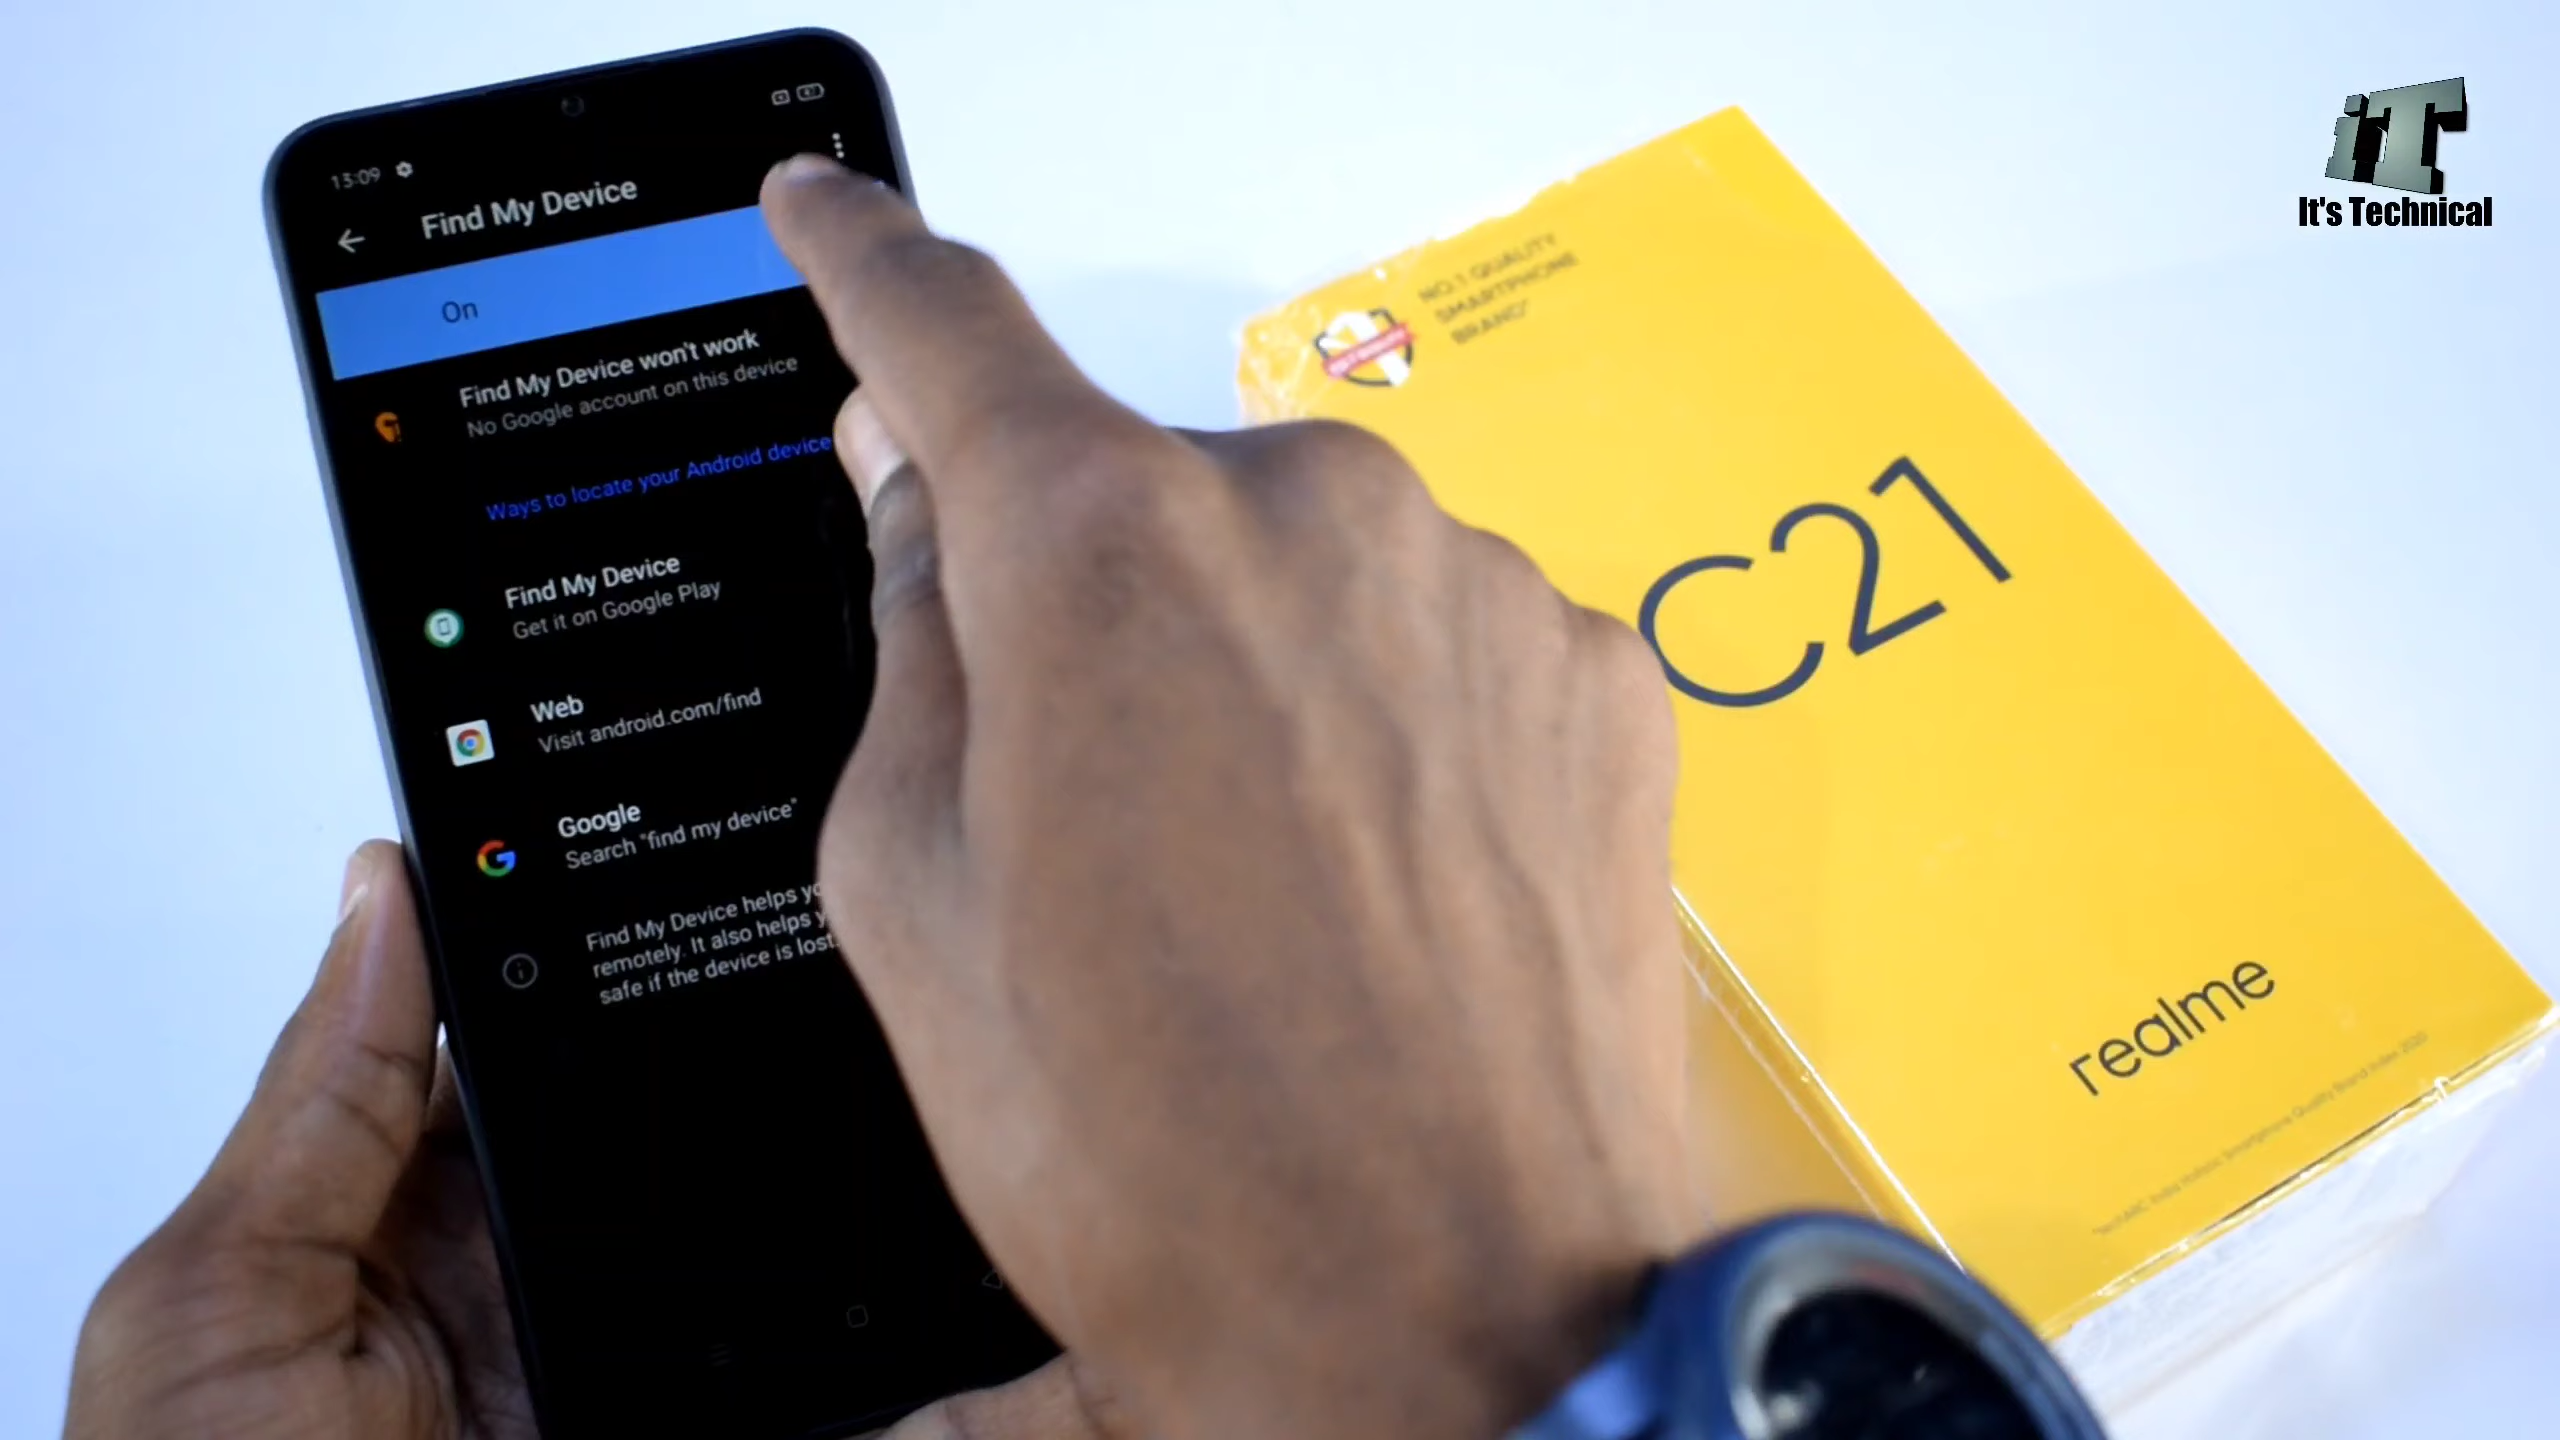 13:09
Find My Device
On
Find My Device won't work
No Google account on this device
Ways to locate your Android device
Find My Device
Get it on Google Play
Web
Visit android.com/find
Google
Search "find my device"
Find My Device helps
remotely. It also helps
safe if the device is lost
NO.1 QUALITY
SMARTPHONE
BRAND*
C21
realme
iT
It's Technical